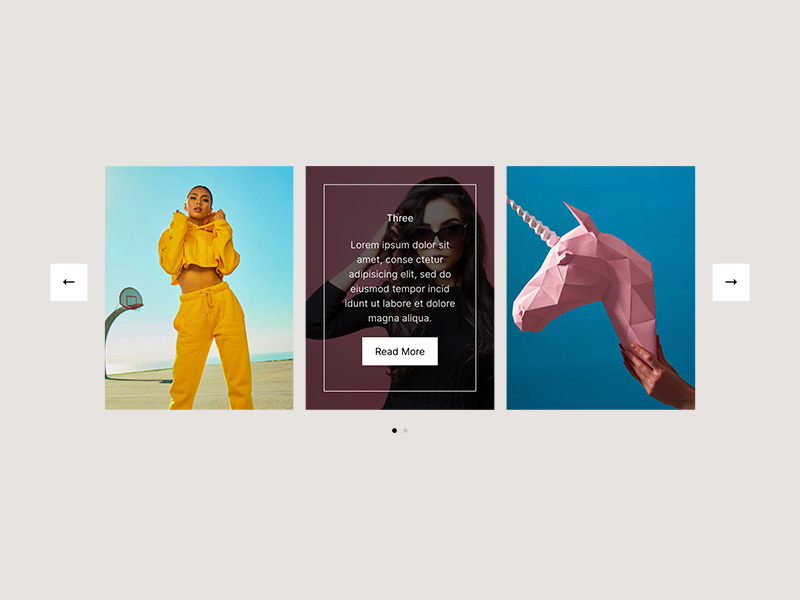 Three
Lorem ipsum dolor sit
amet, conse ctetur
adipisicing elit, sed do
eiusmod tempor incid
idunt ut labore et dolore
magna aliqua.
Read More